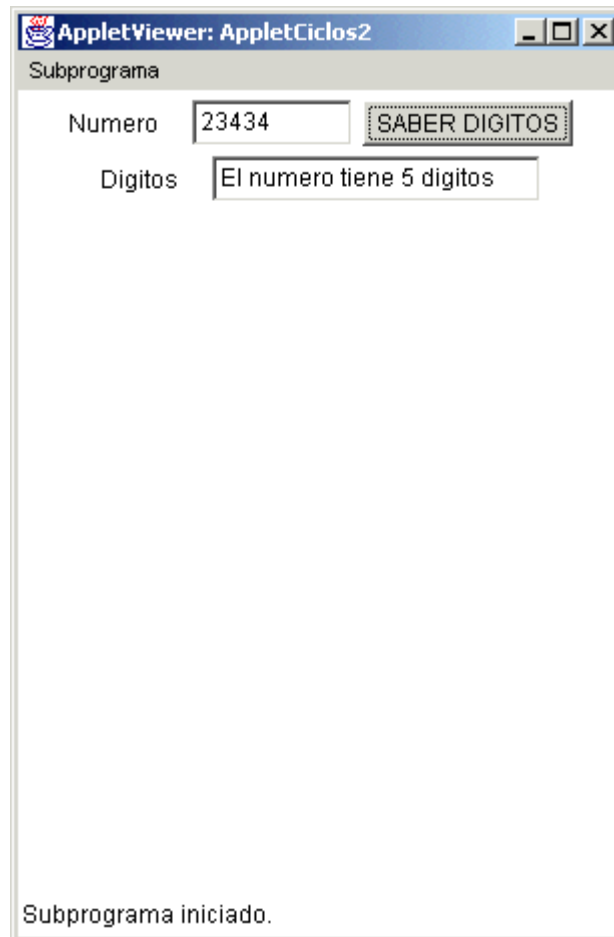 AppletViewer: AppletCiclos2
Subprograma
Numero 23434 SABER DIGITOS
Digitos El numero tiene 5 digitos
Subprograma iniciado.